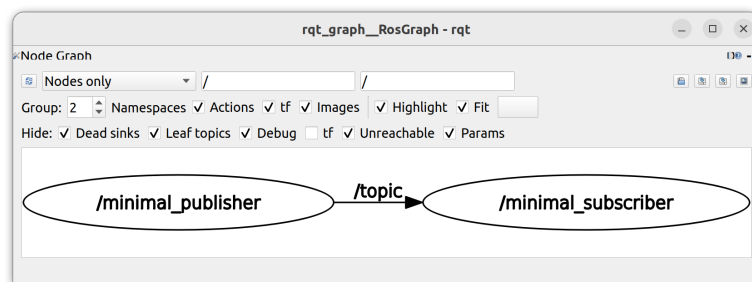 rqt_graph__RosGraph - rqt
Node Graph
Nodes only / /
Group: 2 Namespaces Actions tf Images Highlight Fit
Hide: Dead sinks Leaf topics Debug tf Unreachable Params
/minimal_publisher /topic /minimal_subscriber